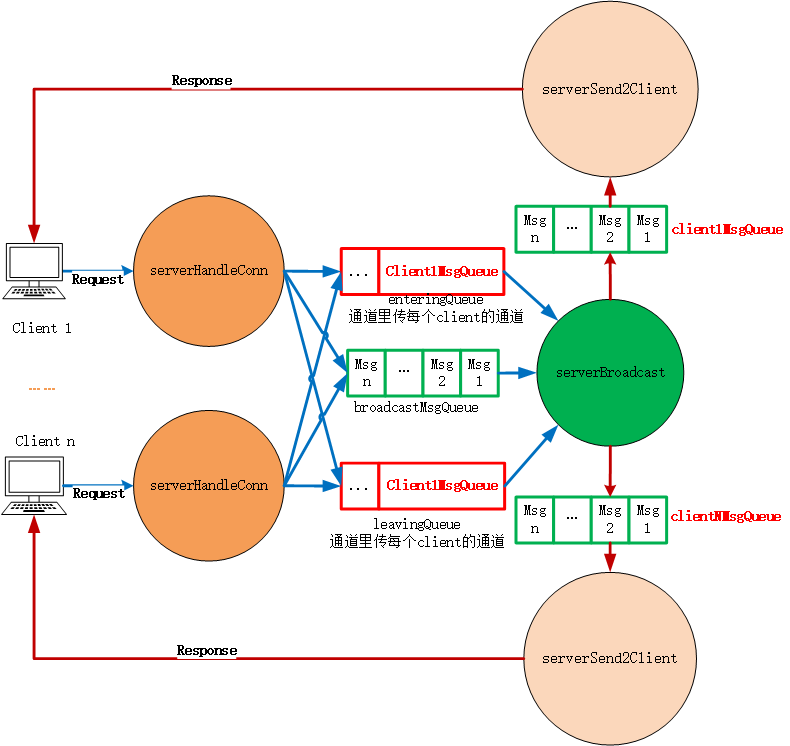 Response
serverSend2Client
Msg
n
...
Msg
2
Msg
1
client1MsgQueue
serverHandleConn
Request
Client 1
... Client1MsgQueue
enteringQueue
通道里传每个client的通道
Msg
n
...
Msg
2
Msg
1
broadcastMsgQueue
serverBroadcast
Client n
serverHandleConn
Request
... Client1MsgQueue
leavingQueue
通道里传每个client的通道
Msg
n
...
Msg
2
Msg
1
clientNMsgQueue
Response
serverSend2Client